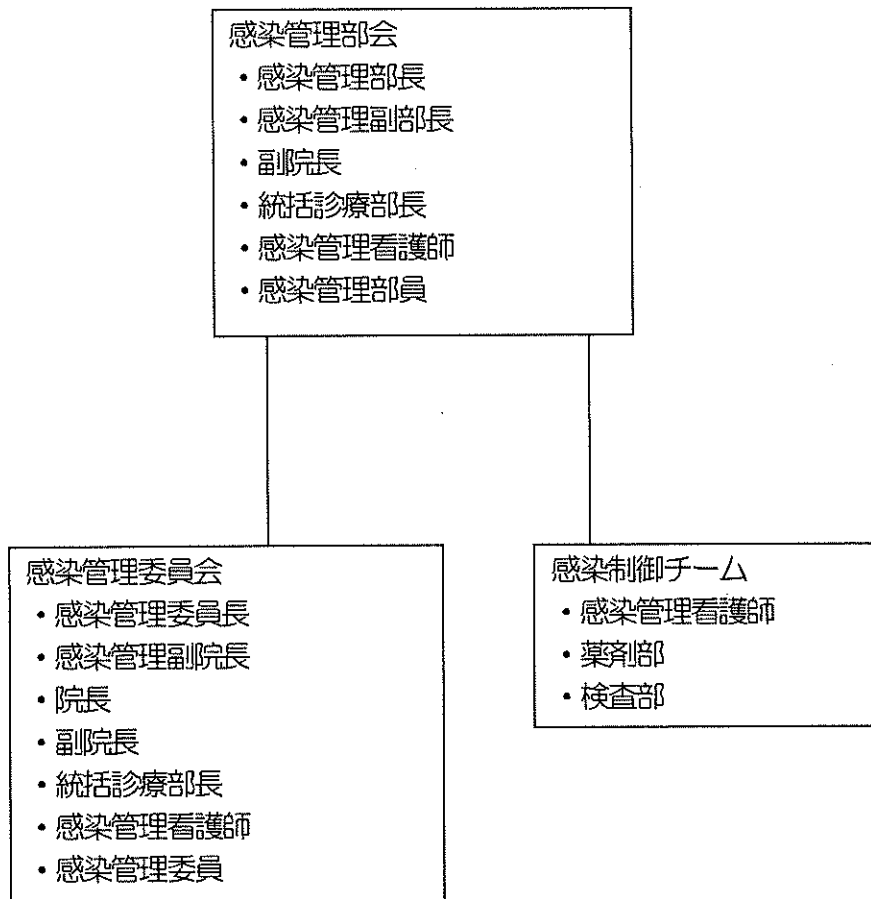 感染管理部会
・感染管理部長
・感染管理副部長
・副院長
・統括診療部長
・感染管理看護師
・感染管理部員
感染管理委員会
・感染管理委員長
・感染管理副院長
・院長
・副院長
・統括診療部長
・感染管理看護師
・感染管理委員
感染制御チーム
・感染管理看護師
・薬剤部
・検査部